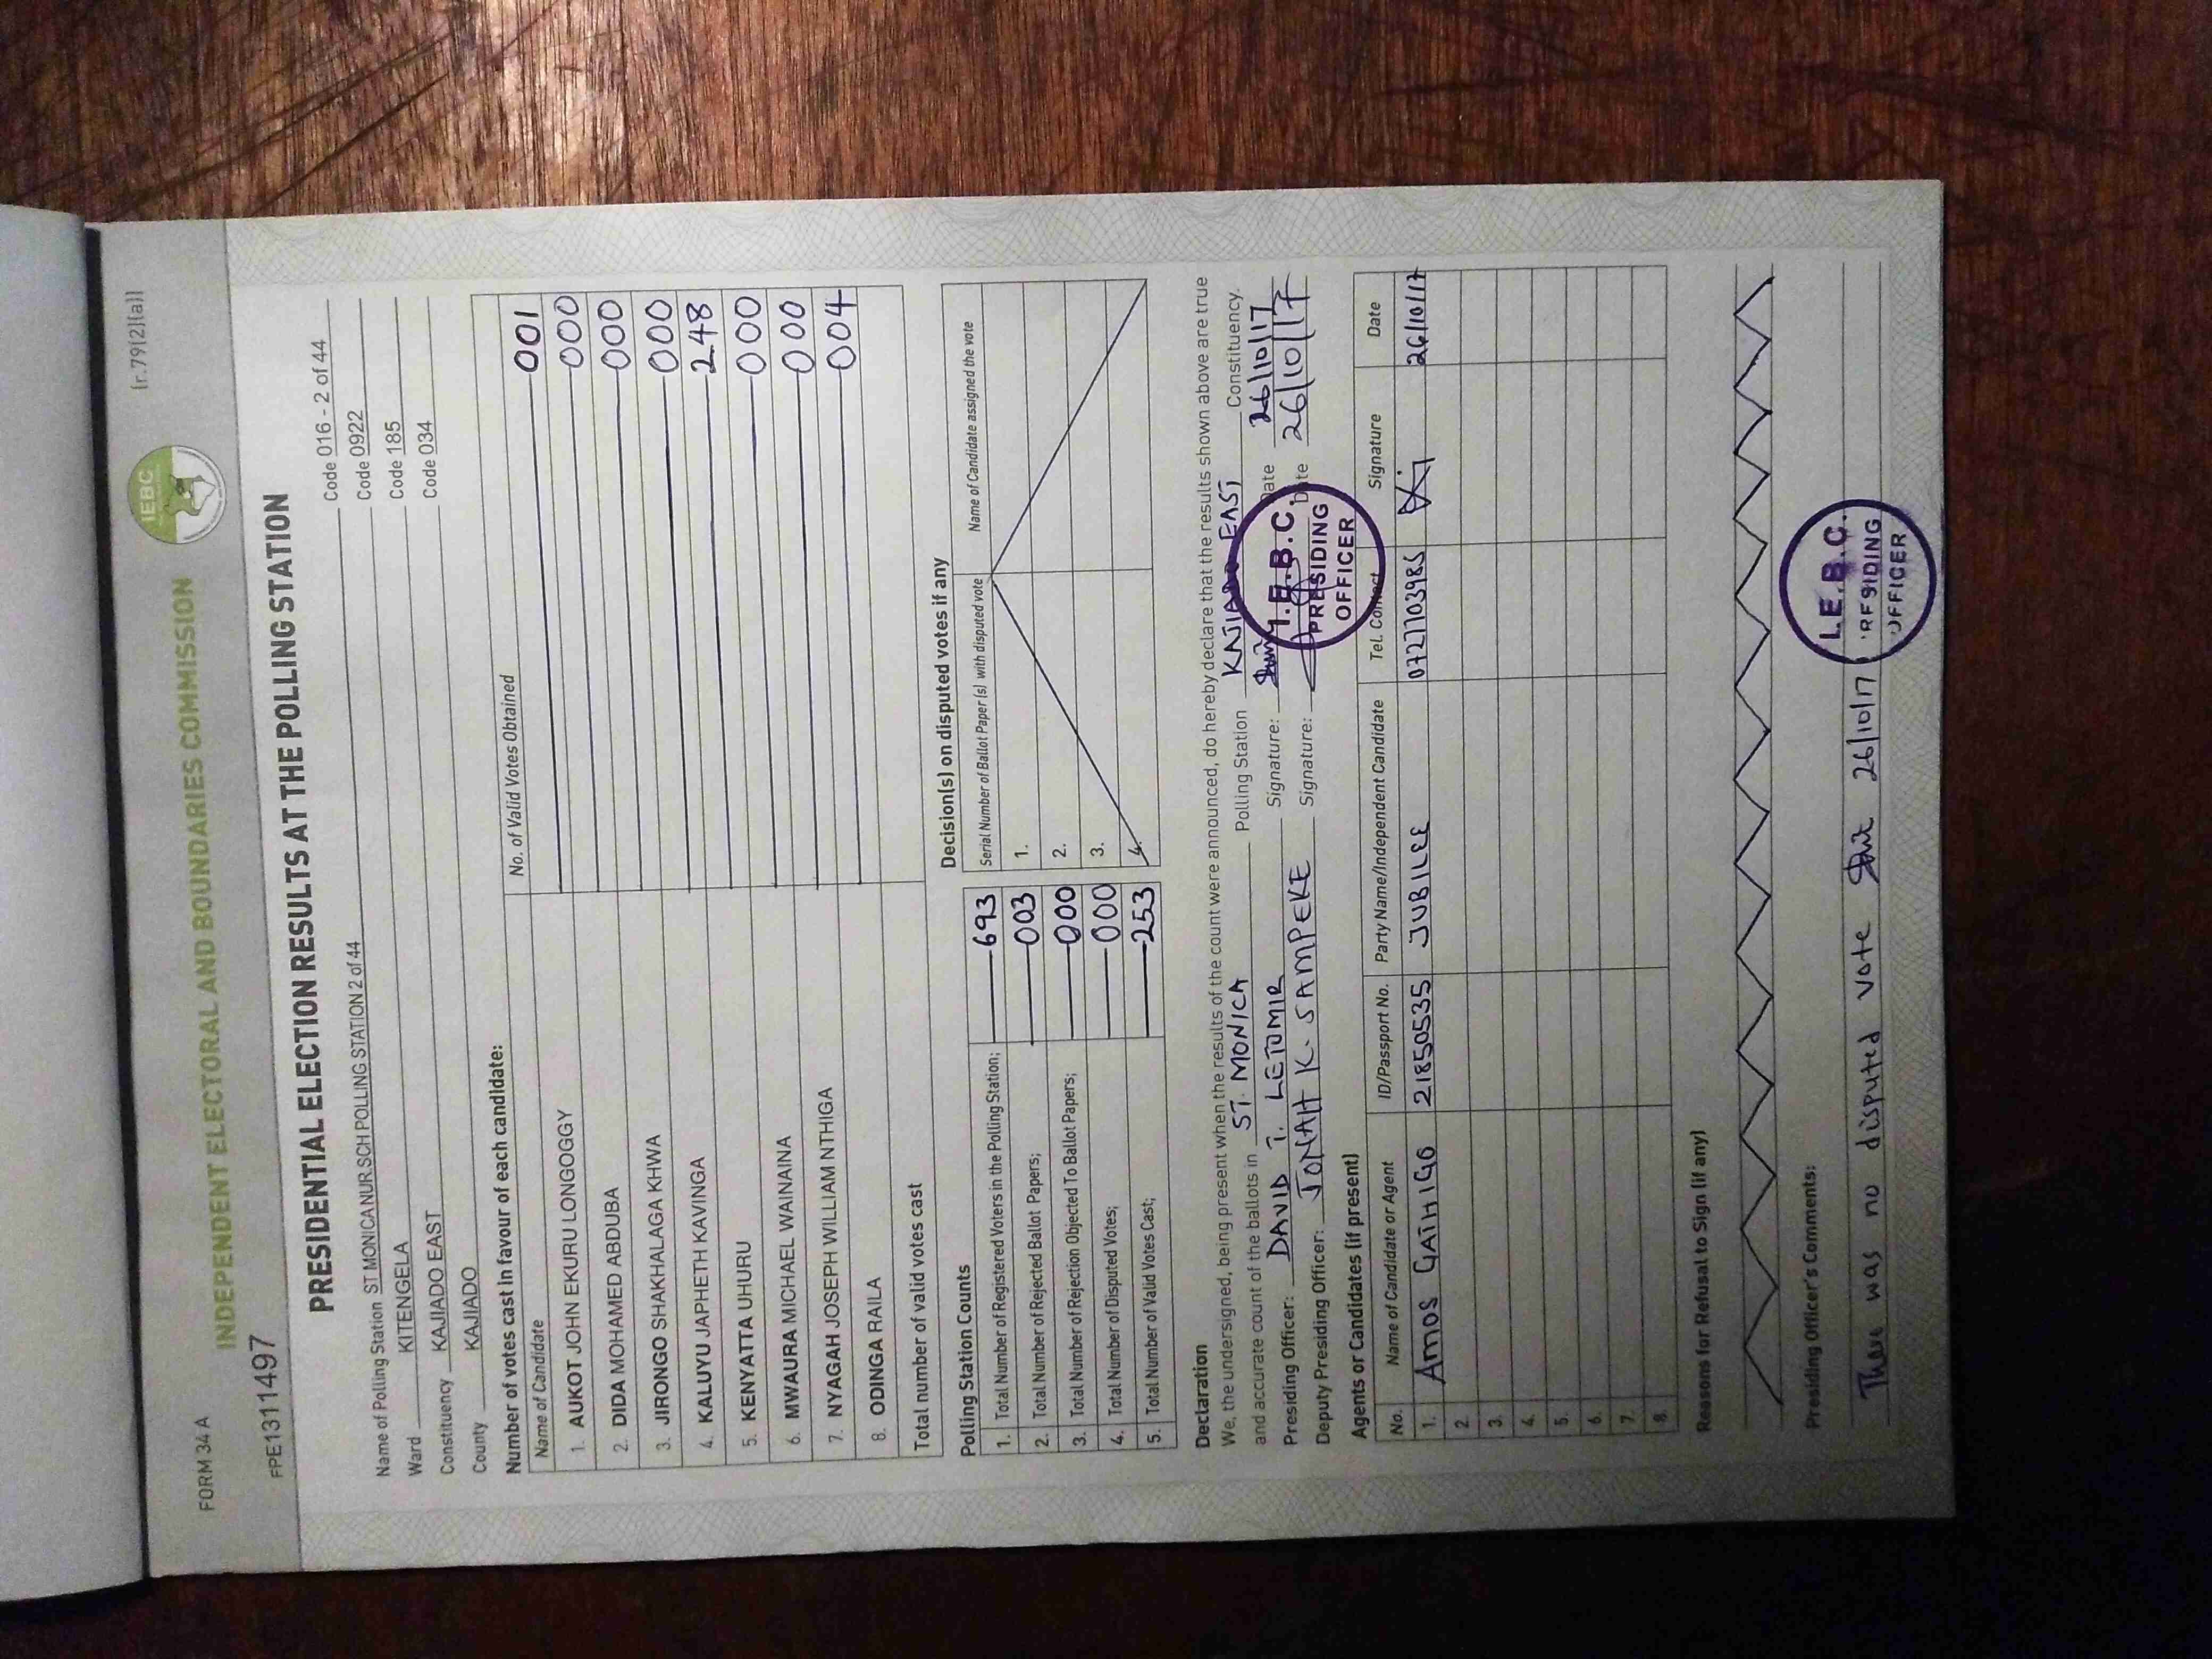 FORM 34 A
(r.79(2)(a))
IEBC
INDEPENDENT ELECTORAL AND BOUNDARIES COMMISSION
FPE1311497
PRESIDENTIAL ELECTION RESULTS AT THE POLLING STATION
Name of Polling Station ST MONICA NUR.SCH POLLING STATION 2 of 44 Code 016 - 2 of 44
Ward KITENGELA Code 0922
Constituency KAJIADO EAST Code 185
County KAJIADO Code 034
Number of votes cast in favour of each candidate:
Name of Candidate No. of Valid Votes Obtained
1. AUKOT JOHN EKURU LONGOGGY 001
2. DIDA MOHAMED ABDUBA 000
3. JIRONGO SHAKHALAGA KHWA 000
4. KALUYU JAPHETH KAVINGA 000
5. KENYATTA UHURU 248
6. MWAURA MICHAEL WAINAINA 000
7. NYAGAH JOSEPH WILLIAM NTHIGA 000
8. ODINGA RAILA 004
Total number of valid votes cast
Polling Station Counts
1. Total Number of Registered Voters in the Polling Station; 693
2. Total Number of Rejected Ballot Papers; 003
3. Total Number of Rejection Objected To Ballot Papers; 000
4. Total Number of Disputed Votes; 000
5. Total Number of Valid Votes Cast; 253
Decision(s) on disputed votes if any
Serial Number of Ballot Paper (s) with disputed vote Name of Candidate assigned the vote
1.
2.
3.
4.
Declaration
We, the undersigned, being present when the results of the count were announced, do hereby declare that the results shown above are true
and accurate count of the ballots in ST. MONICA Polling Station KAJIADO EAST Constituency.
Presiding Officer: DAVID T. LETOMIR Signature: Date 26/10/17
Deputy Presiding Officer: JONAH K. SAMPEKE Signature: Date 26/10/17
I.E.B.C.
PRESIDING
OFFICER
Agents or Candidates (if present)
No. Name of Candidate or Agent ID/Passport No. Party Name/Independent Candidate Tel. Contact Signature Date
1. AMOS GATHIGO 21850535 JUBILEE 0722103985 26/10/17
2.
3.
4.
5.
6.
7.
8.
Reasons for Refusal to Sign (if any)
Presiding Officer's Comments:
There was no disputed vote 26/10/17
I.E.B.C.
PRESIDING
OFFICER